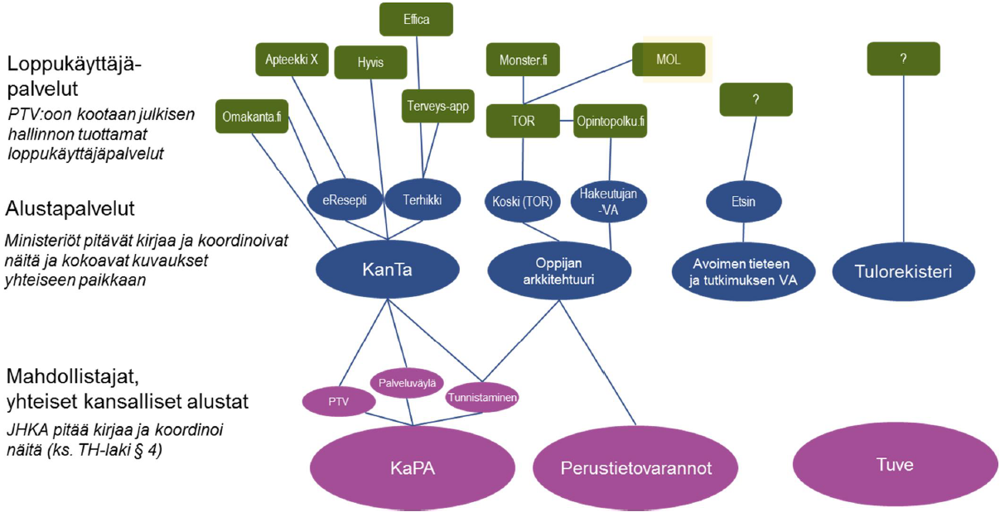 Effica
Loppukäyttäjä-
palvelut
PTV:oon kootaan julkisen
hallinnon tuottamat
loppukäyttäjäpalvelut
Apteekki X
Hyvis
Monster.fi
MOL
?
Omakanta.fi
Terveys-app
TOR
Opintopolku.fi
?
Alustapalvelut
Ministeriöt pitävät kirjaa ja koordinoivat
näitä ja kokoavat kuvaukset
yhteiseen paikkaan
eResepti
Terhikki
Koski (TOR)
Hakeutujan
-VA
Etsin
KanTa
Oppijan
arkkitehtuuri
Avoimen tieteen
ja tutkimuksen VA
Tulorekisteri
Mahdollistajat,
yhteiset kansalliset alustat
JHKA pitää kirjaa ja koordinoi
näitä (ks. TH-laki § 4)
PTV
Palveluväylä
Tunnistaminen
KaPA
Perustietovarannot
Tuve